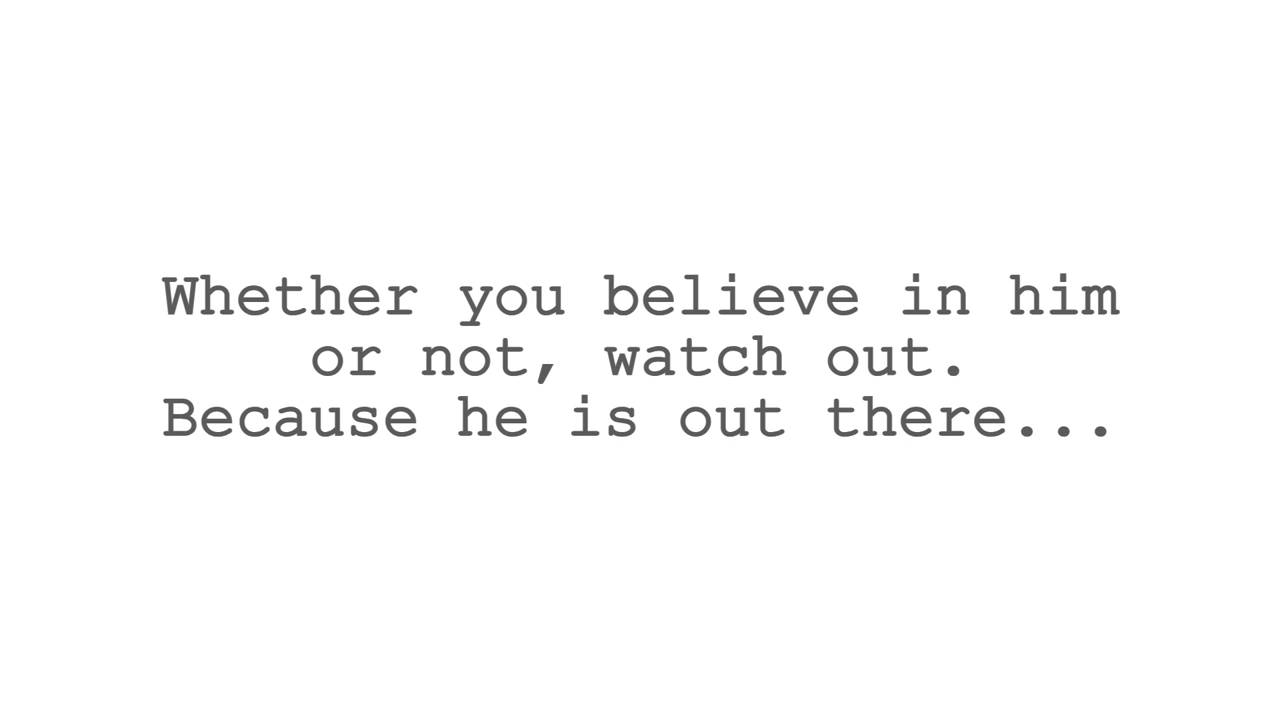 Whether you believe in him
or not, watch out.
Because he is out there...